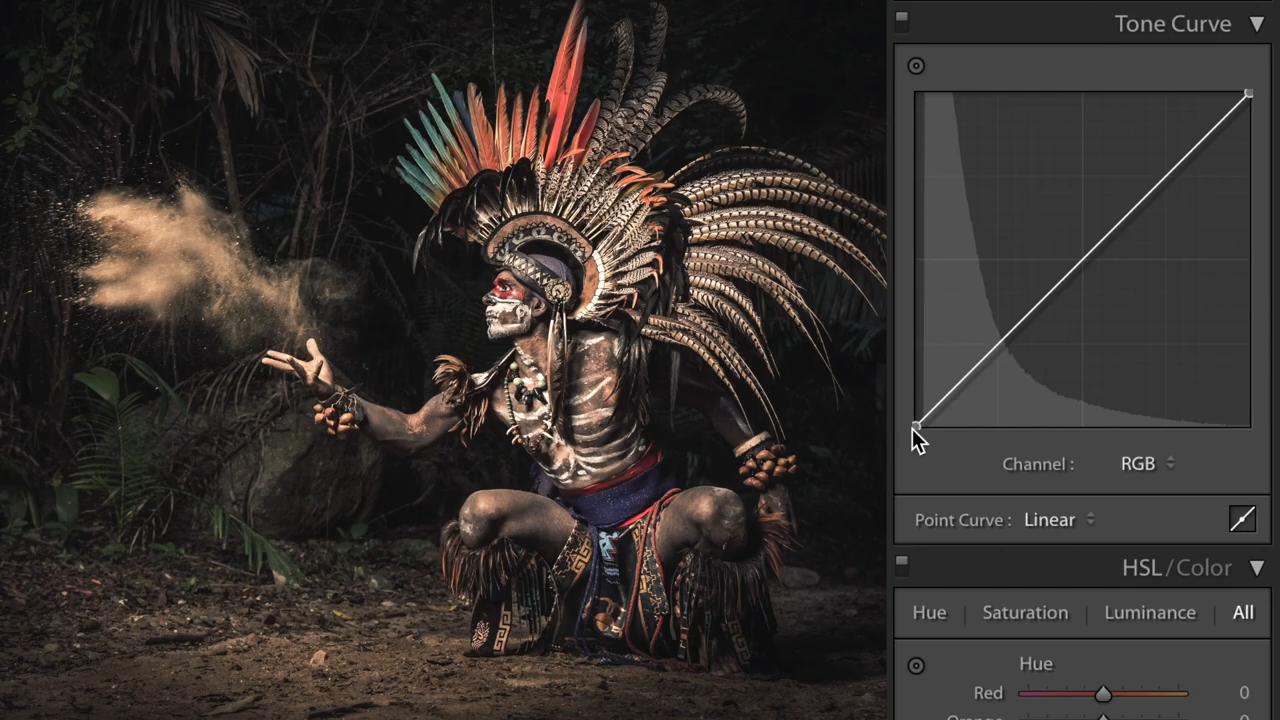 Tone Curve
Channel : RGB
Point Curve : Linear
HSL / Color
Hue | Saturation | Luminance | All
Hue
Red 0